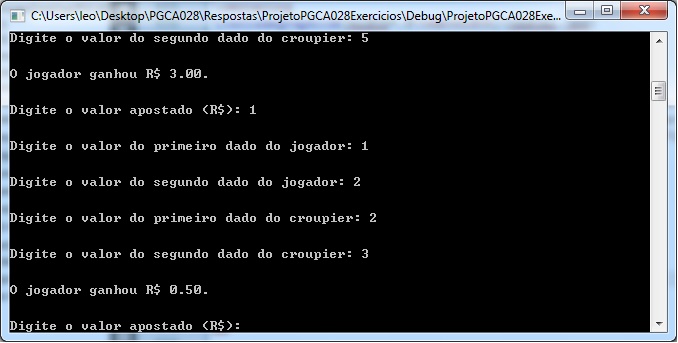 C:\Users\leo\Desktop\PGCA028\Respostas\ProjetoPGCA028Exercicios\Debug\ProjetoPGCA028Exe...
Digite o valor do segundo dado do croupier: 5
O jogador ganhou R$ 3.00.
Digite o valor apostado (R$): 1
Digite o valor do primeiro dado do jogador: 1
Digite o valor do segundo dado do jogador: 2
Digite o valor do primeiro dado do croupier: 2
Digite o valor do segundo dado do croupier: 3
O jogador ganhou R$ 0.50.
Digite o valor apostado (R$):